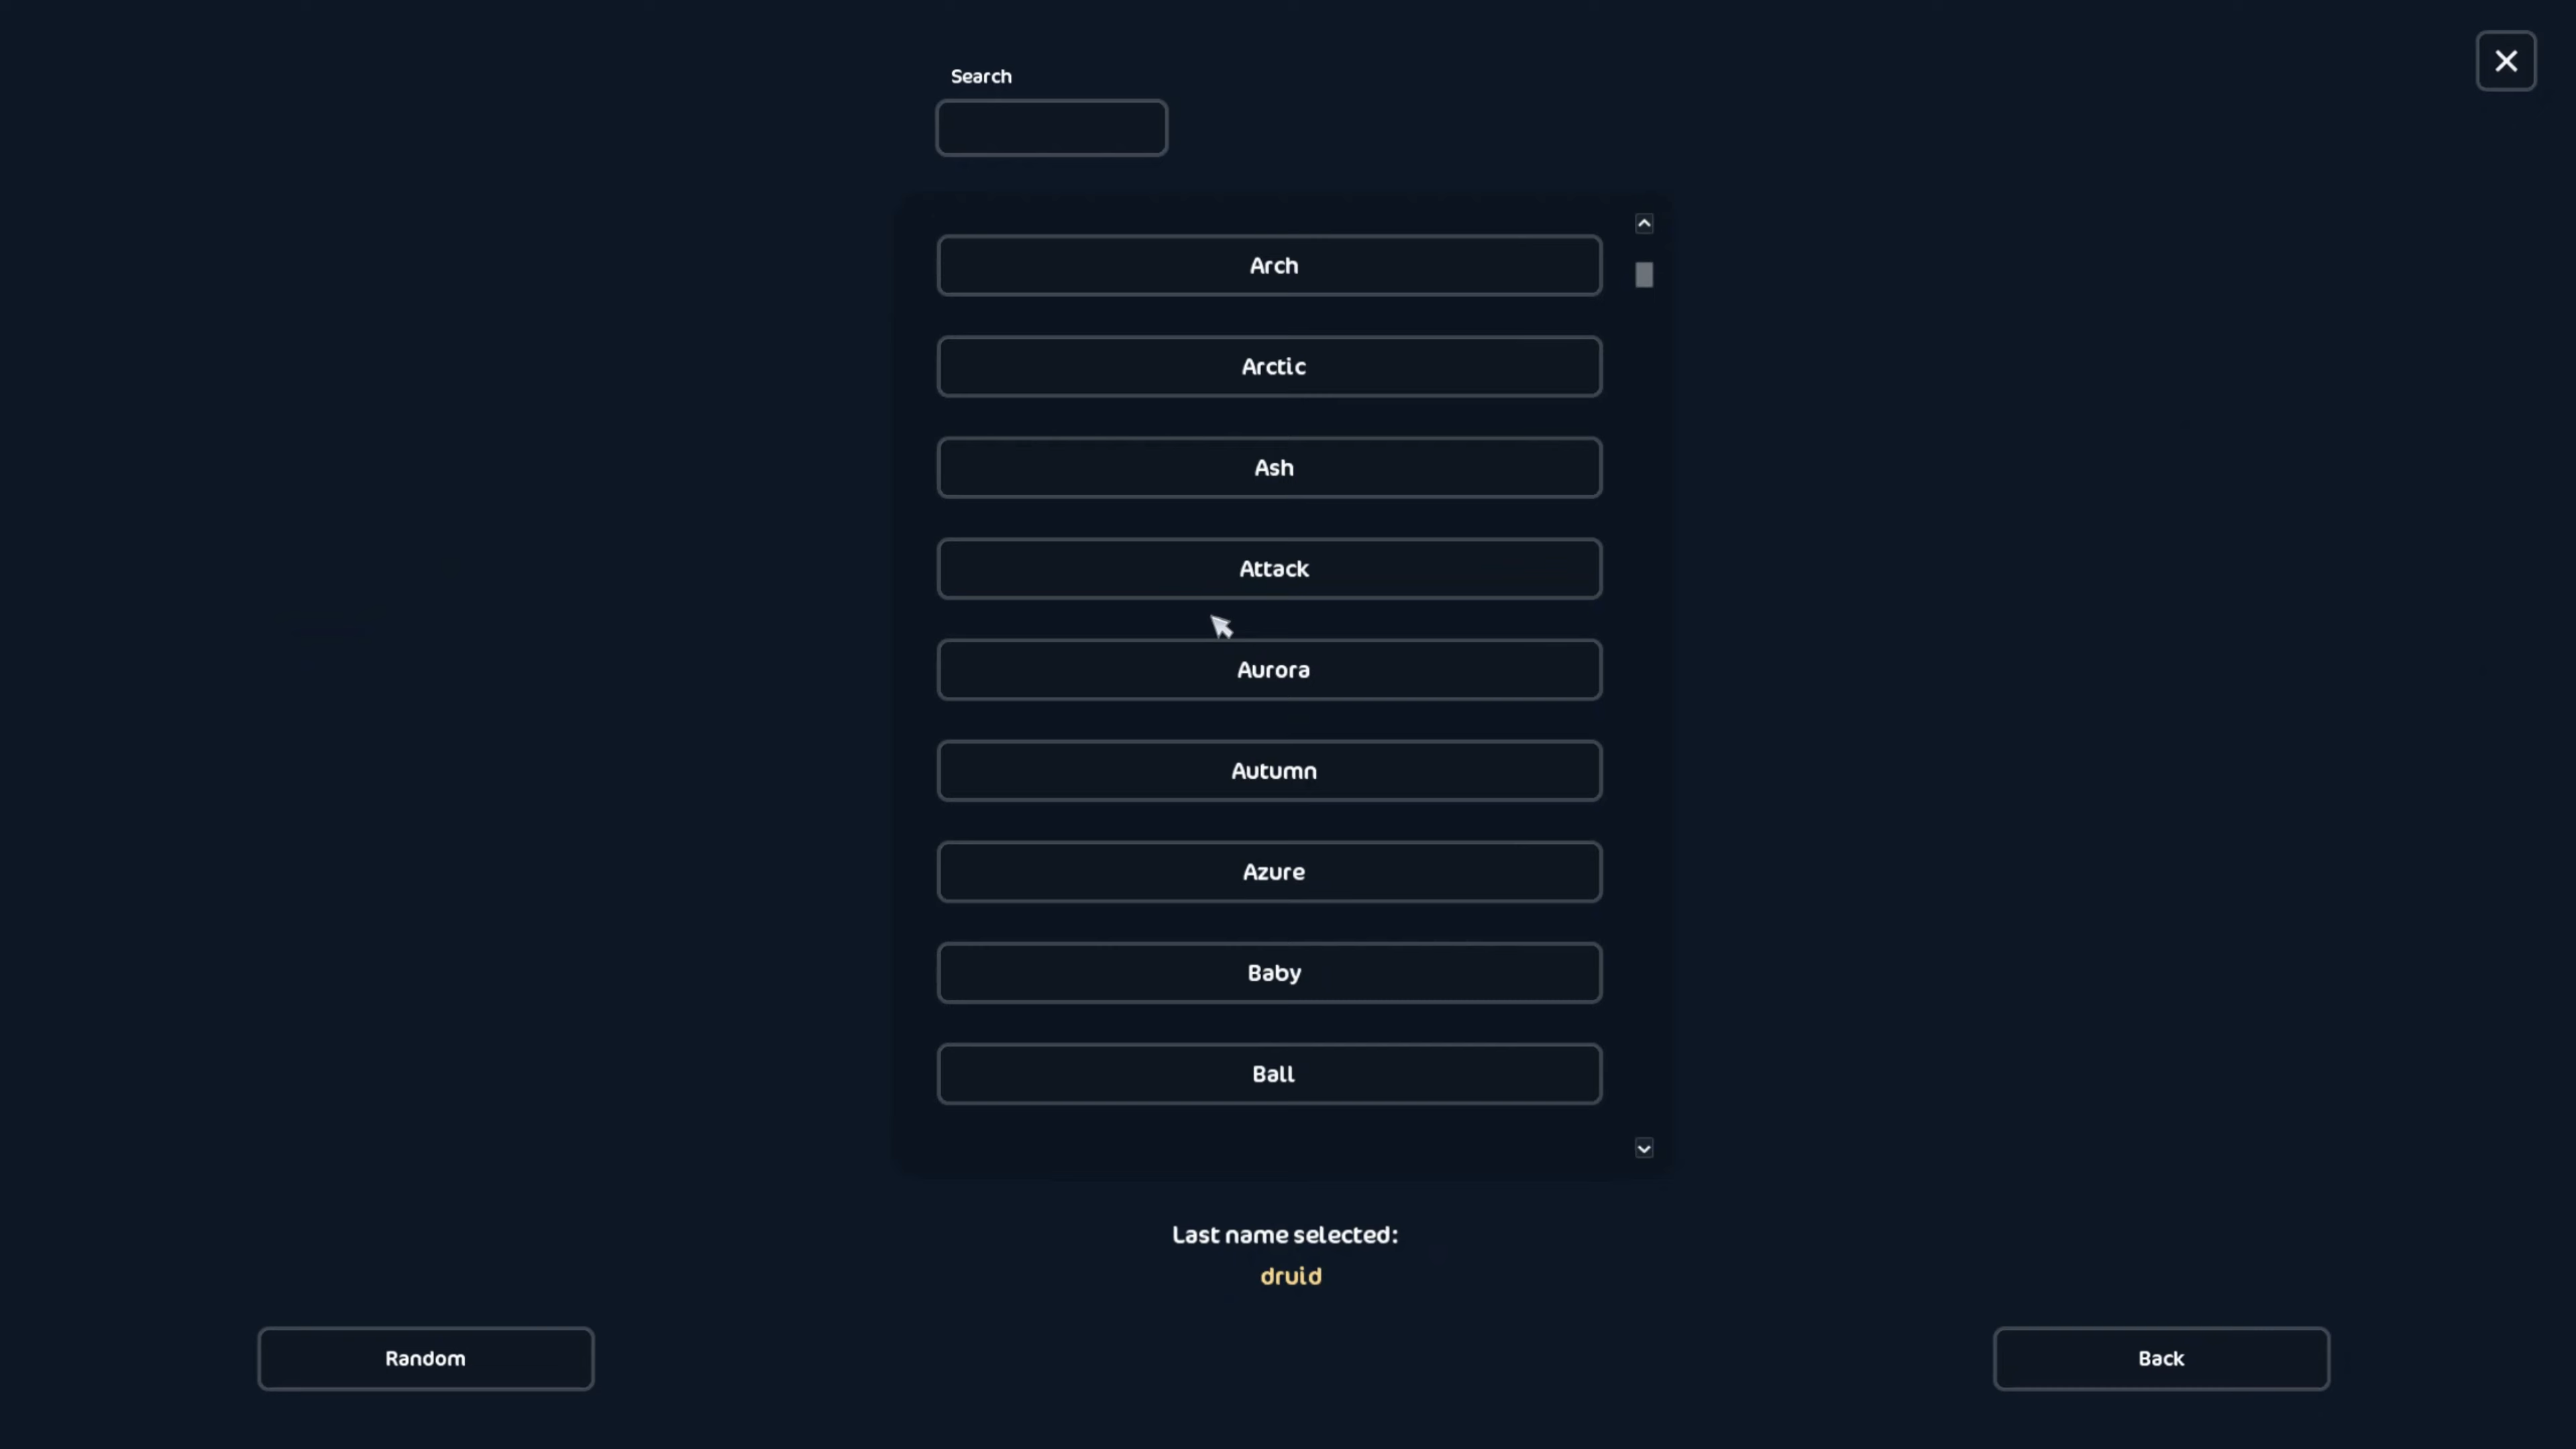 Search
Arch
Arctic
Ash
Attack
Aurora
Autumn
Azure
Baby
Ball
Last name selected:
druid
Random
Back